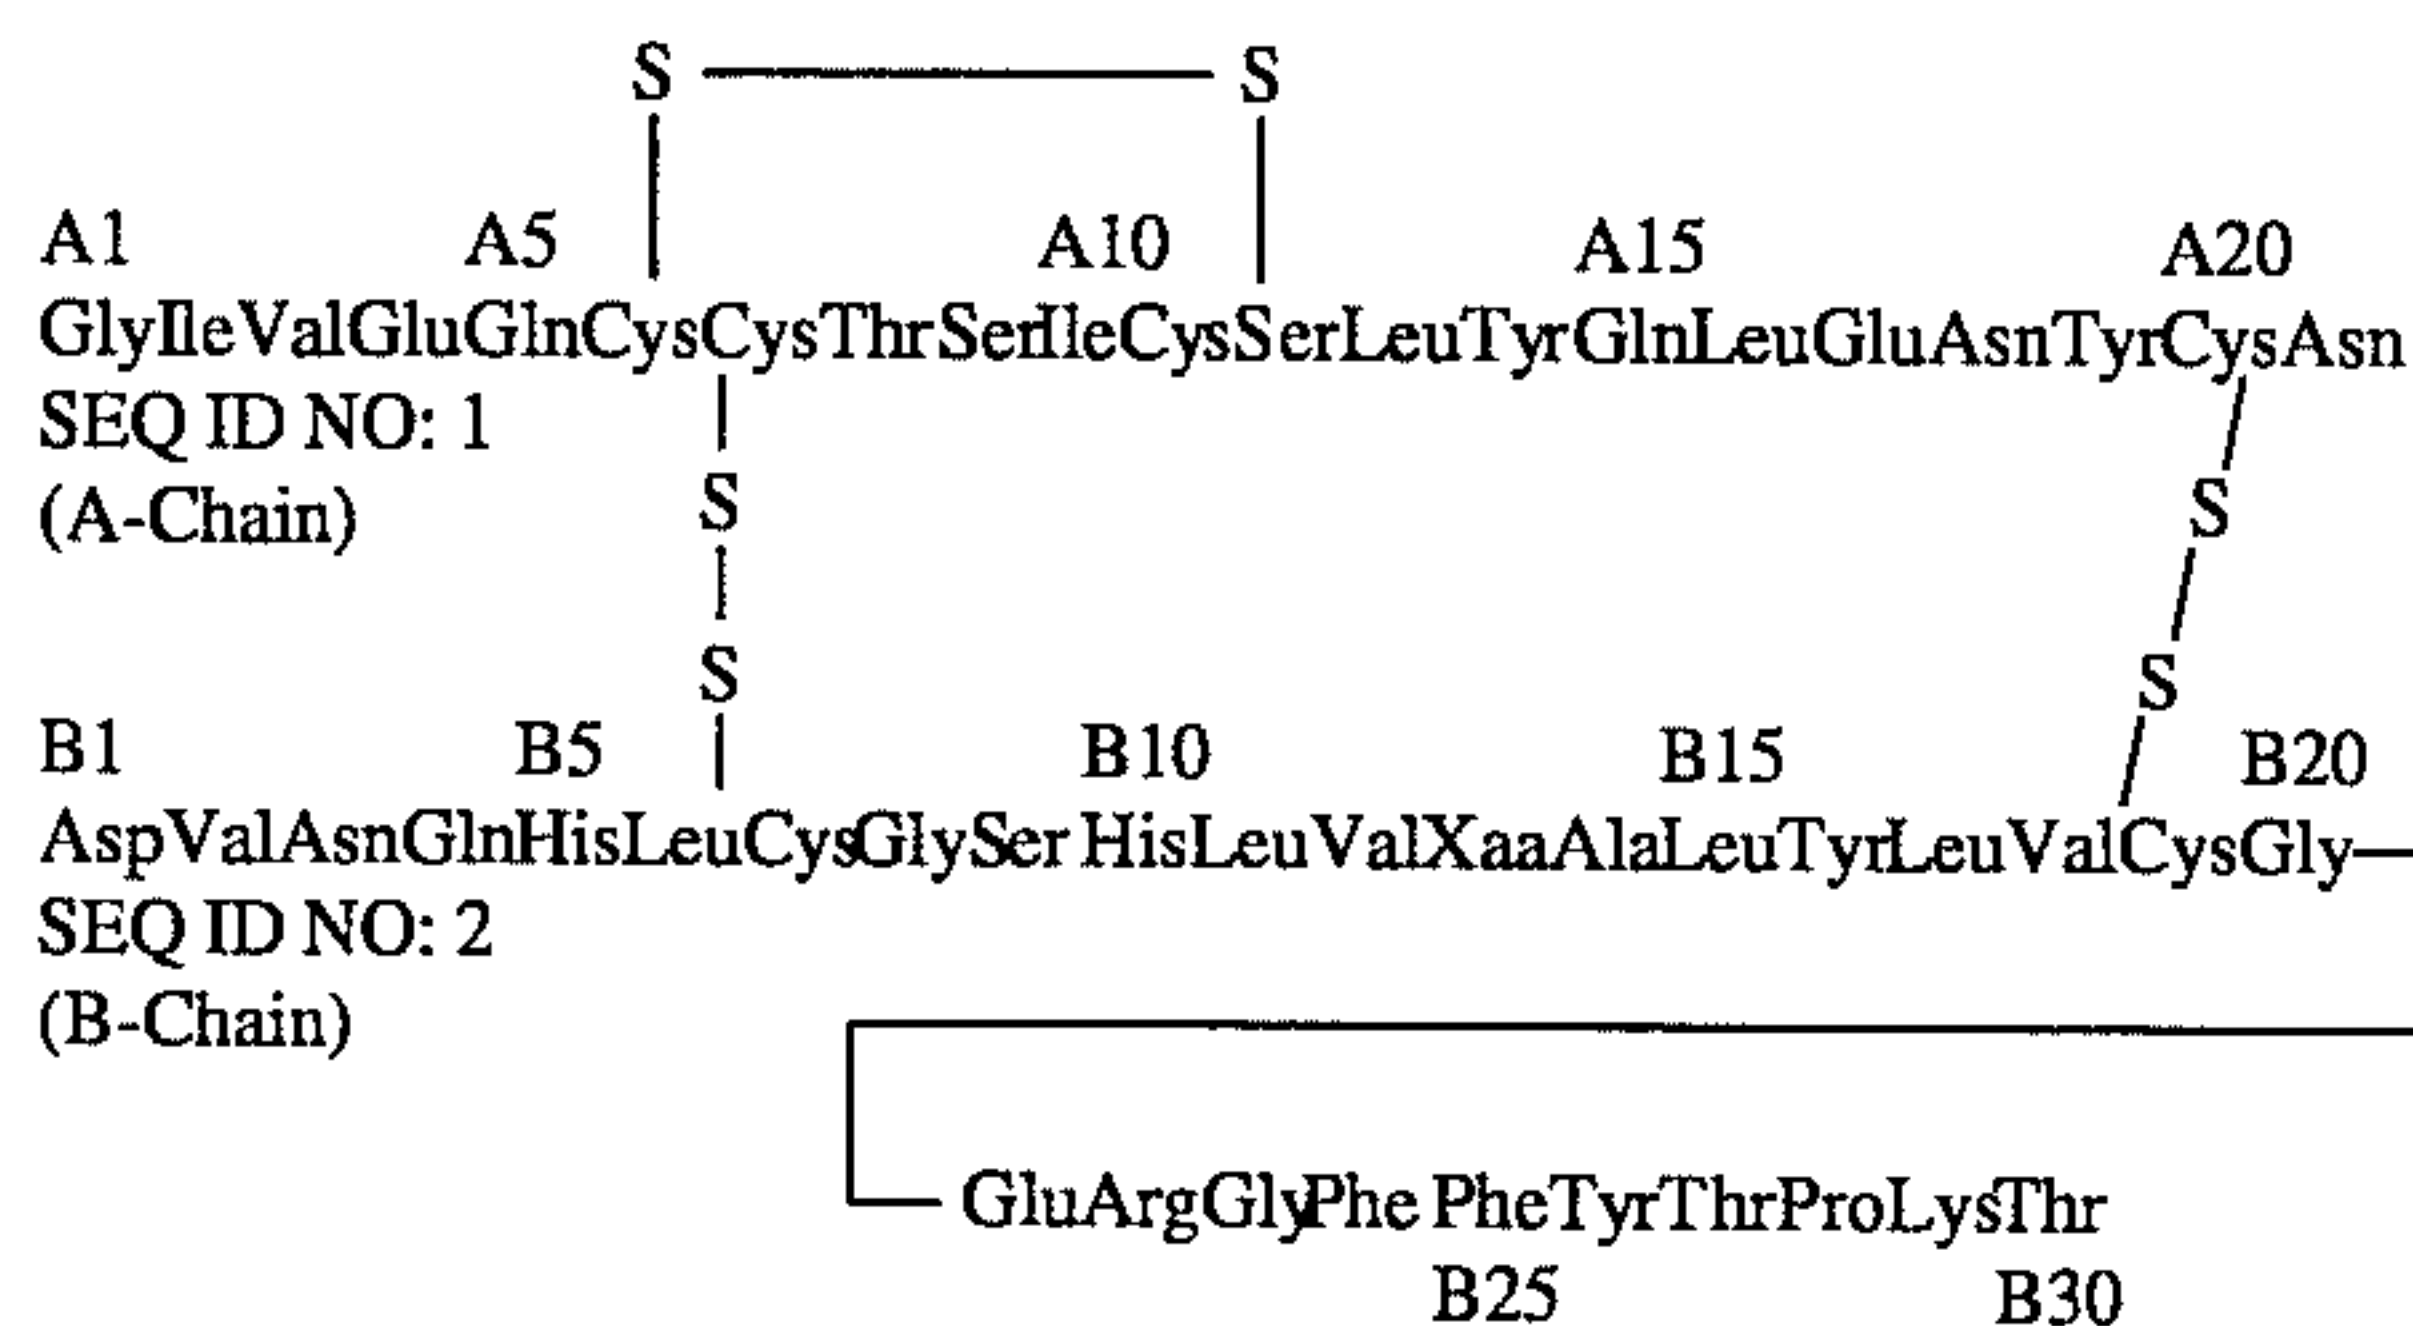 S S
A1 A5 A10 A15 A20
GlyIleValGluGlnCysCysThrSerIleCysSerLeuTyrGlnLeuGluAsnTyrCysAsn
SEQ ID NO: 1
(A-Chain)
S S
S S
B1 B5 B10 B15 B20
AspValAsnGlnHisLeuCysGlySer HisLeuValXaaAlaLeuTyrLeuValCysGly
SEQ ID NO: 2
(B-Chain)
GluArgGlyPhe PheTyrThrProLysThr
B25 B30